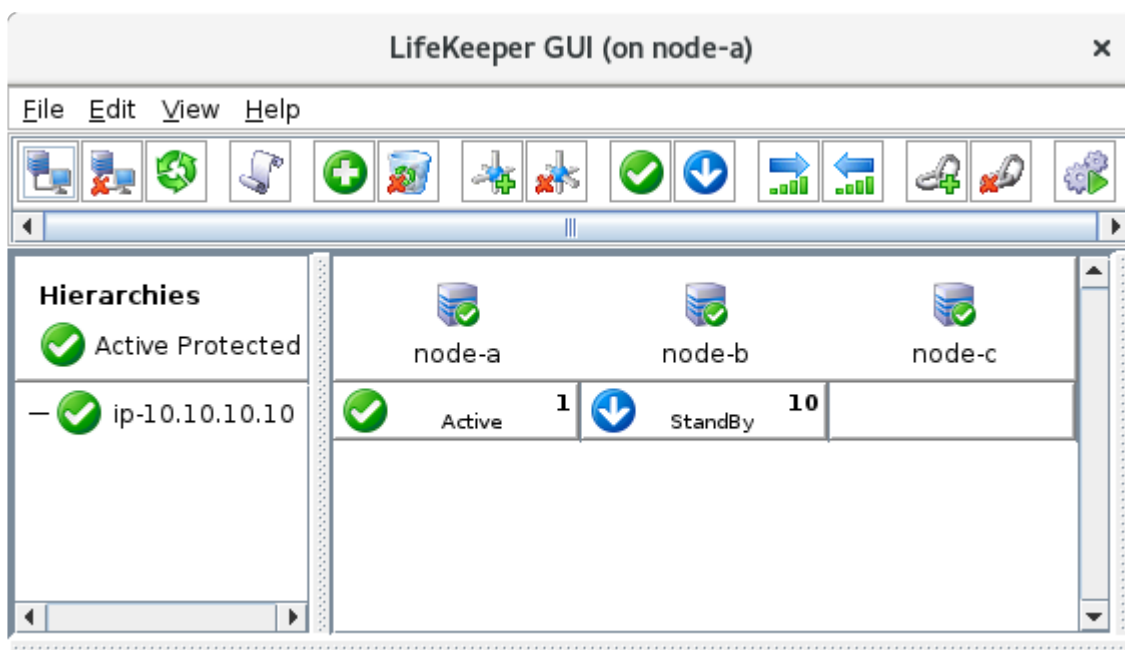 LifeKeeper GUI (on node-a)
File Edit View Help
Hierarchies
Active Protected
node-a node-b node-c
ip-10.10.10.10
1
Active
10
StandBy